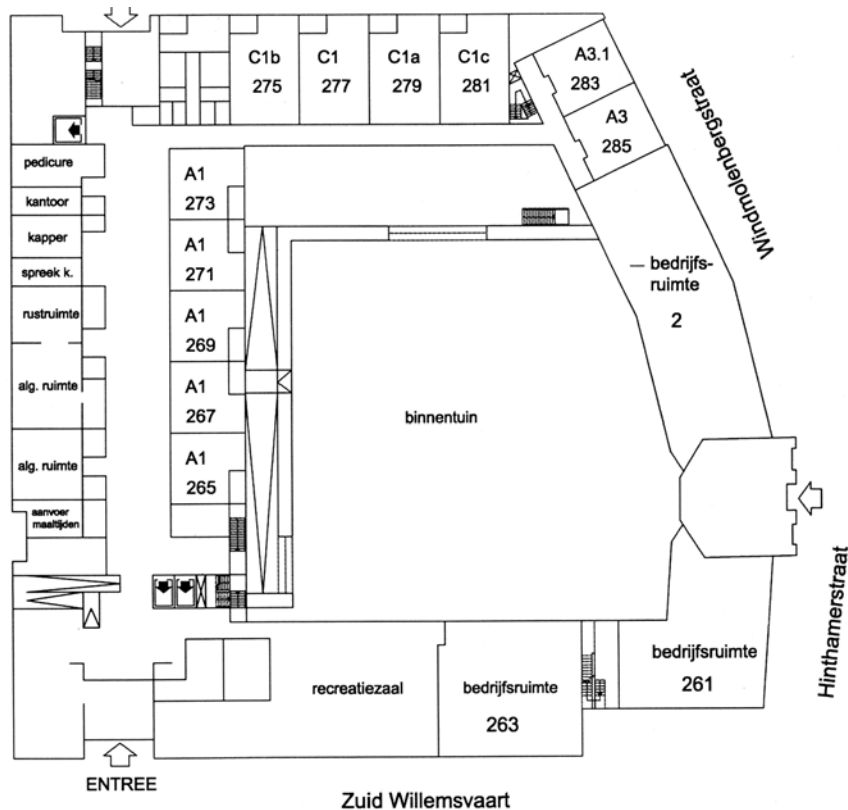 C1b
275
C1
277
C1a
279
C1c
281
A3.1
283
A3
285
Windmolenbergstraat
pedicure
kantoor
kapper
spreek k.
rustruimte
alg. ruimte
alg. ruimte
aanvoer
maaltijden
A1
273
A1
271
A1
269
A1
267
A1
265
binnentuin
— bedrijfs-
ruimte
2
Hinthamerstraat
recreatiezaal
bedrijfsruimte
263
bedrijfsruimte
261
ENTREE
Zuid Willemsvaart